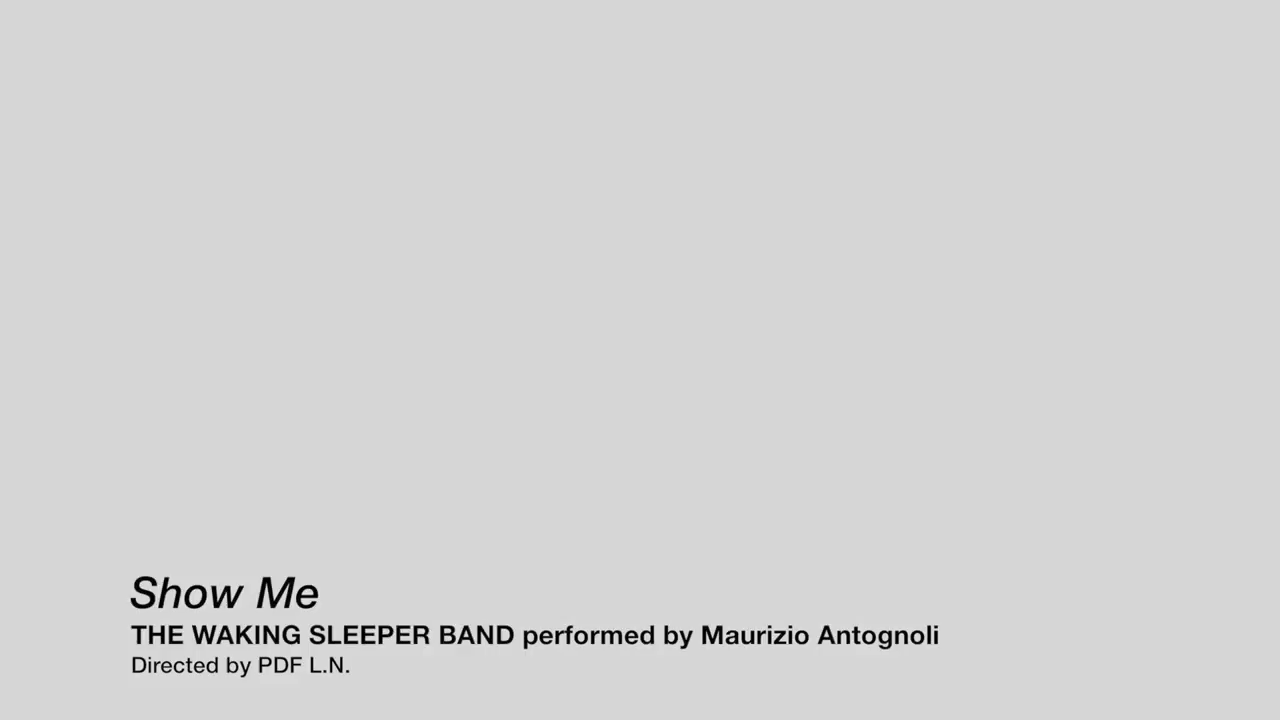 Show Me
THE WAKING SLEEPER BAND performed by Maurizio Antognoli
Directed by PDF L.N.